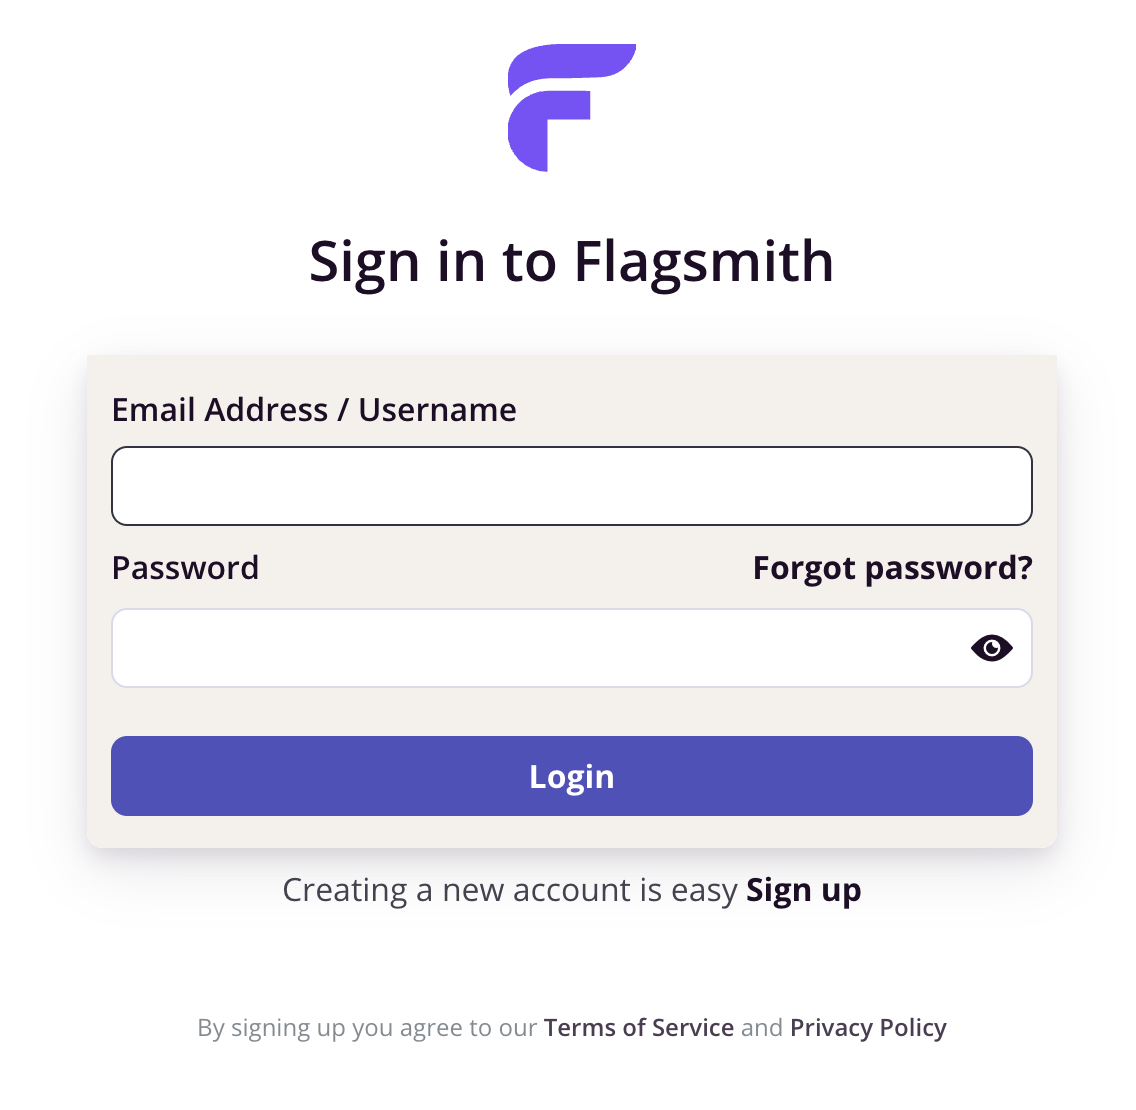 Sign in to Flagsmith
Email Address / Username
Password
Forgot password?
Login
Creating a new account is easy Sign up
By signing up you agree to our Terms of Service and Privacy Policy